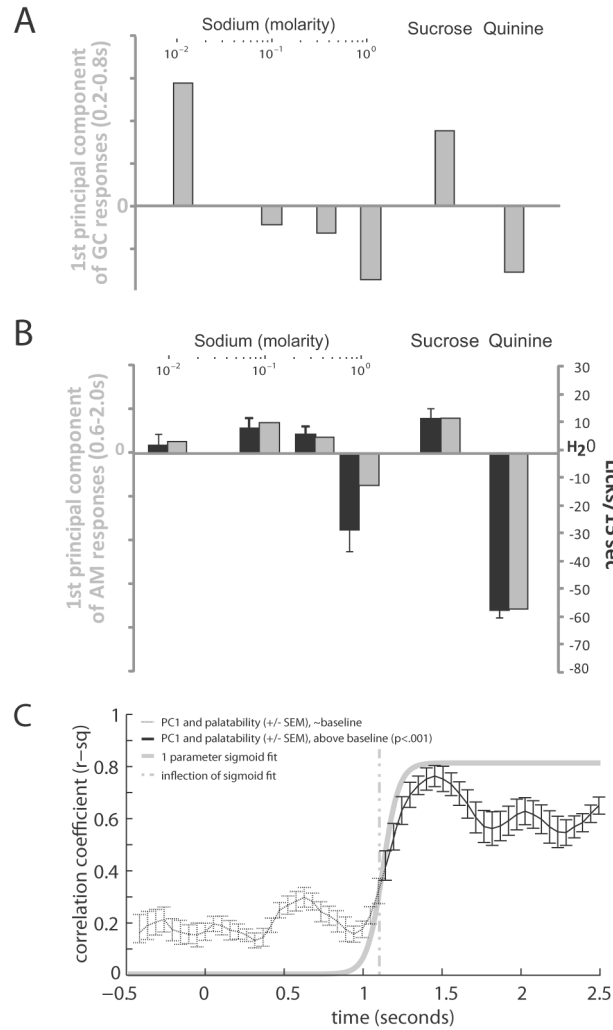 A
Sodium (molarity)
Sucrose Quinine
10⁻² 10⁻¹ 10⁰
1st principal component
of GC responses (0.2-0.8s)
0
B
Sodium (molarity)
Sucrose Quinine
10⁻² 10⁻¹ 10⁰
1st principal component
of AM responses (0.6-2.0s)
0
30
20
10
H20
-10
-20
-30
-40
-50
-60
-70
-80
Licks/15 sec
C
PC1 and palatability (+/- SEM), ~baseline
PC1 and palatability (+/- SEM), above baseline (p<.001)
1 parameter sigmoid fit
inflection of sigmoid fit
correlation coefficient (r-sq)
1
0.8
0.6
0.4
0.2
0
-0.5 0 0.5 1 1.5 2 2.5
time (seconds)